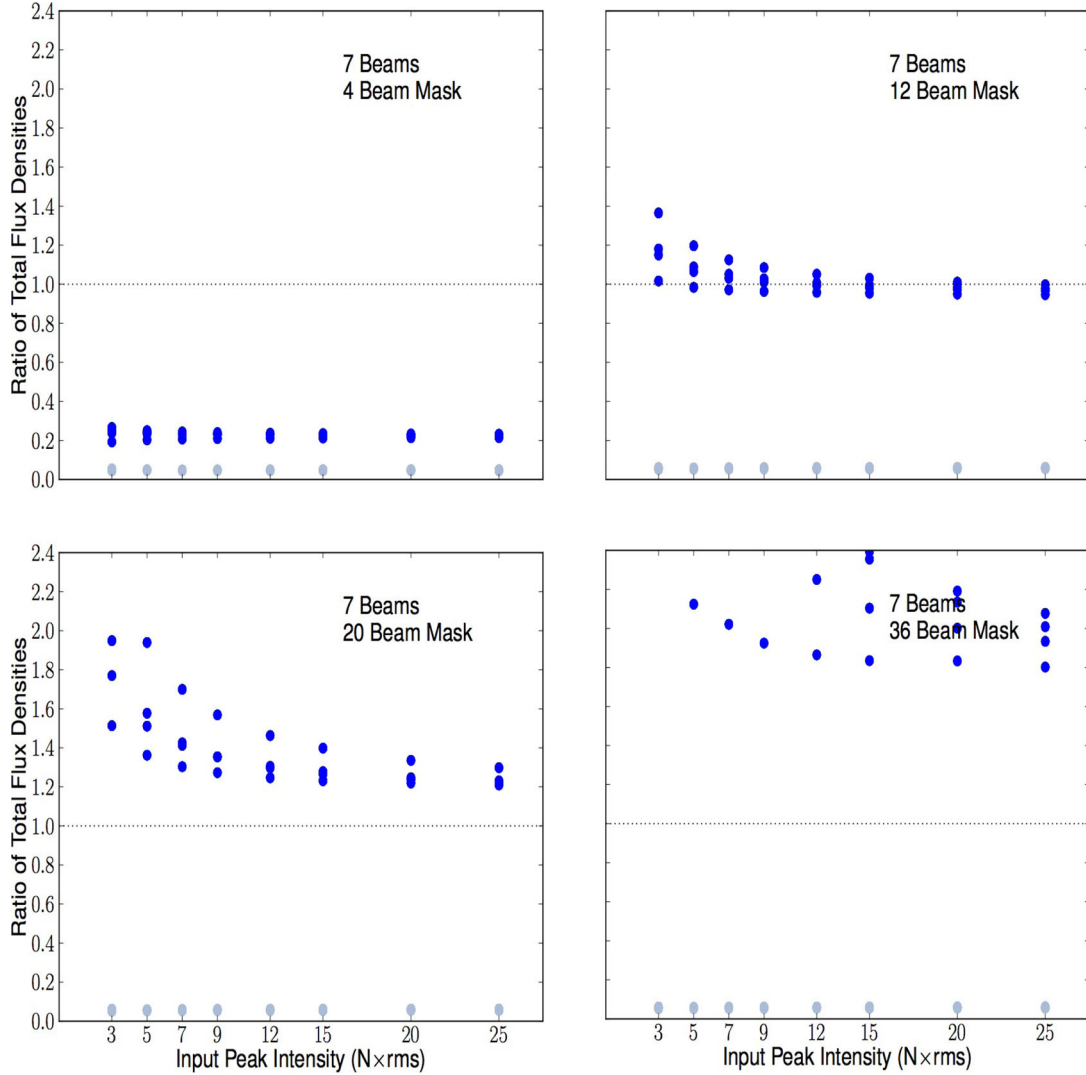 2.4
2.2
2.0
1.8
1.6
1.4
1.2
1.0
0.8
0.6
0.4
0.2
0.0
Ratio of Total Flux Densities
7 Beams
4 Beam Mask
7 Beams
12 Beam Mask
2.4
2.2
2.0
1.8
1.6
1.4
1.2
1.0
0.8
0.6
0.4
0.2
0.0
Ratio of Total Flux Densities
7 Beams
20 Beam Mask
3 5 7 9 12 15 20 25
Input Peak Intensity (N×rms)
7 Beams
36 Beam Mask
3 5 7 9 12 15 20 25
Input Peak Intensity (N×rms)